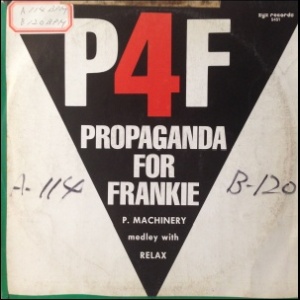 P4F
PROPAGANDA
FOR
FRANKIE
A-114
B-120
P. MACHINERY
medley with
RELAX